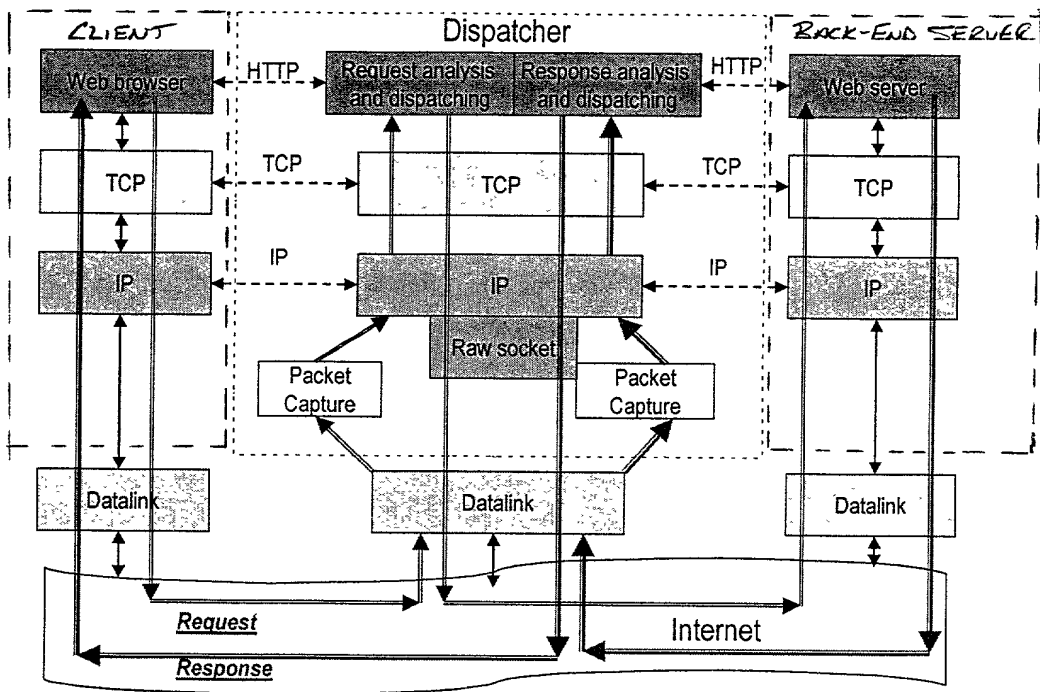 CLIENT
Dispatcher
BACK-END SERVER
Web browser
HTTP
Request analysis
and dispatching
Response analysis
and dispatching
HTTP
Web server
TCP
TCP
TCP
TCP
TCP
IP
IP
IP
IP
IP
Raw socket
Packet
Capture
Packet
Capture
Datalink
Datalink
Datalink
Request
Internet
Response